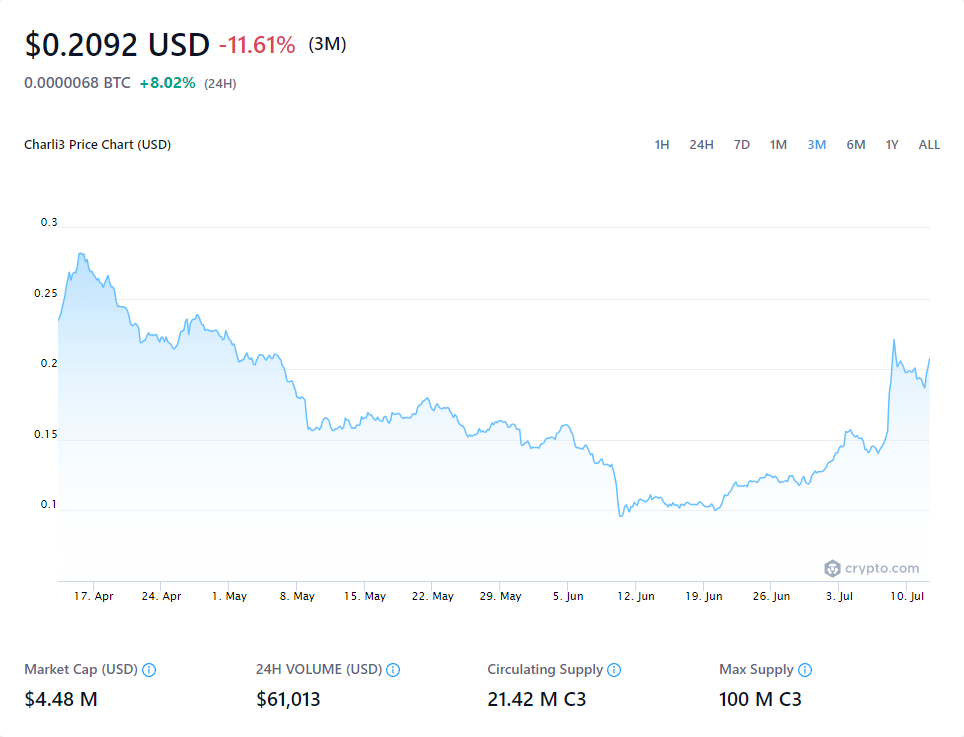 $0.2092 USD -11.61% (3M)
0.0000068 BTC +8.02% (24H)
Charli3 Price Chart (USD) 1H 24H 7D 1M 3M 6M 1Y ALL
0.3
0.25
0.2
0.15
0.1
crypto.com
17. Apr 24. Apr 1. May 8. May 15. May 22. May 29. May 5. Jun 12. Jun 19. Jun 26. Jun 3. Jul 10. Jul
Market Cap (USD) 24H VOLUME (USD) Circulating Supply Max Supply
$4.48 M $61,013 21.42 M C3 100 M C3